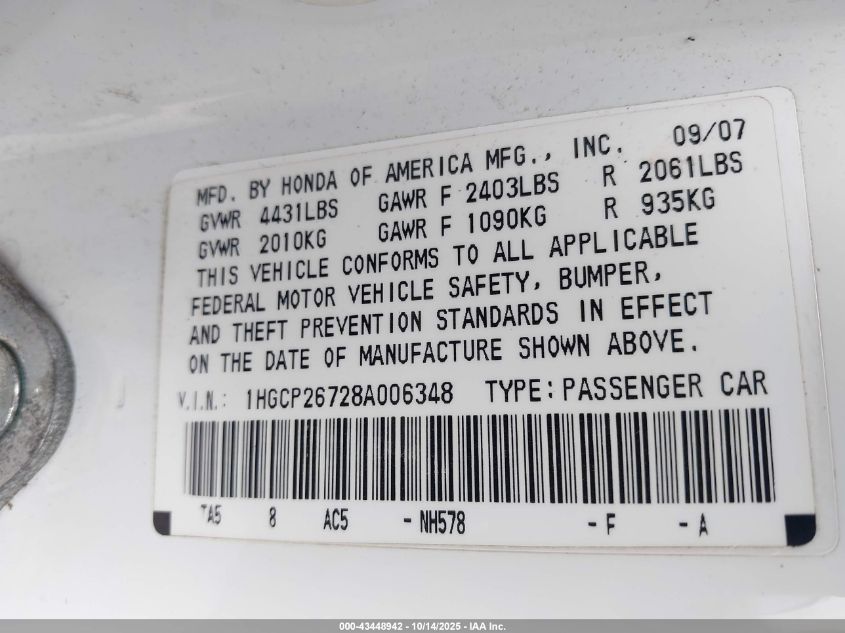 MFD. BY HONDA OF AMERICA MFG., INC. 09/07
GVWR 4431LBS GAWR F 2403LBS R 2061LBS
GVWR 2010KG GAWR F 1090KG R 935KG
THIS VEHICLE CONFORMS TO ALL APPLICABLE
FEDERAL MOTOR VEHICLE SAFETY, BUMPER,
AND THEFT PREVENTION STANDARDS IN EFFECT
ON THE DATE OF MANUFACTURE SHOWN ABOVE.
V.I.N.: 1HGCP26728A006348 TYPE: PASSENGER CAR
TA5 8 AC5 -NH578 -F -A
000-43448942 - 10/14/2025 - IAA Inc.